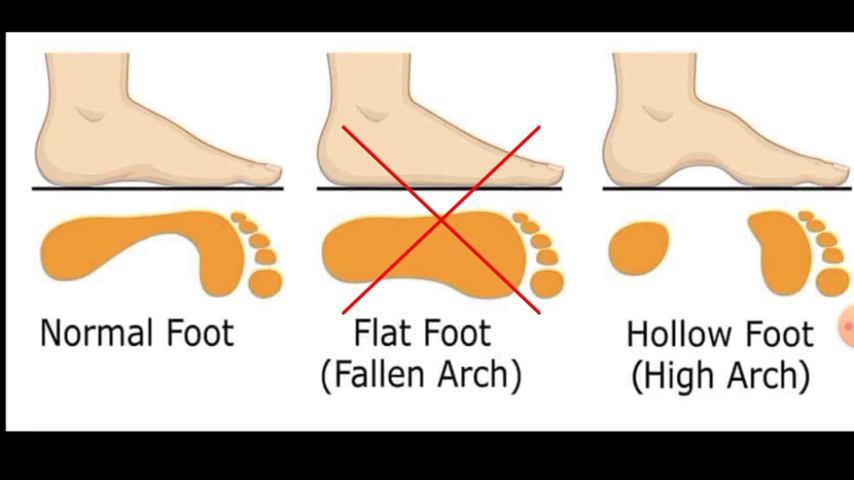 Normal Foot
Flat Foot
(Fallen Arch)
Hollow Foot
(High Arch)